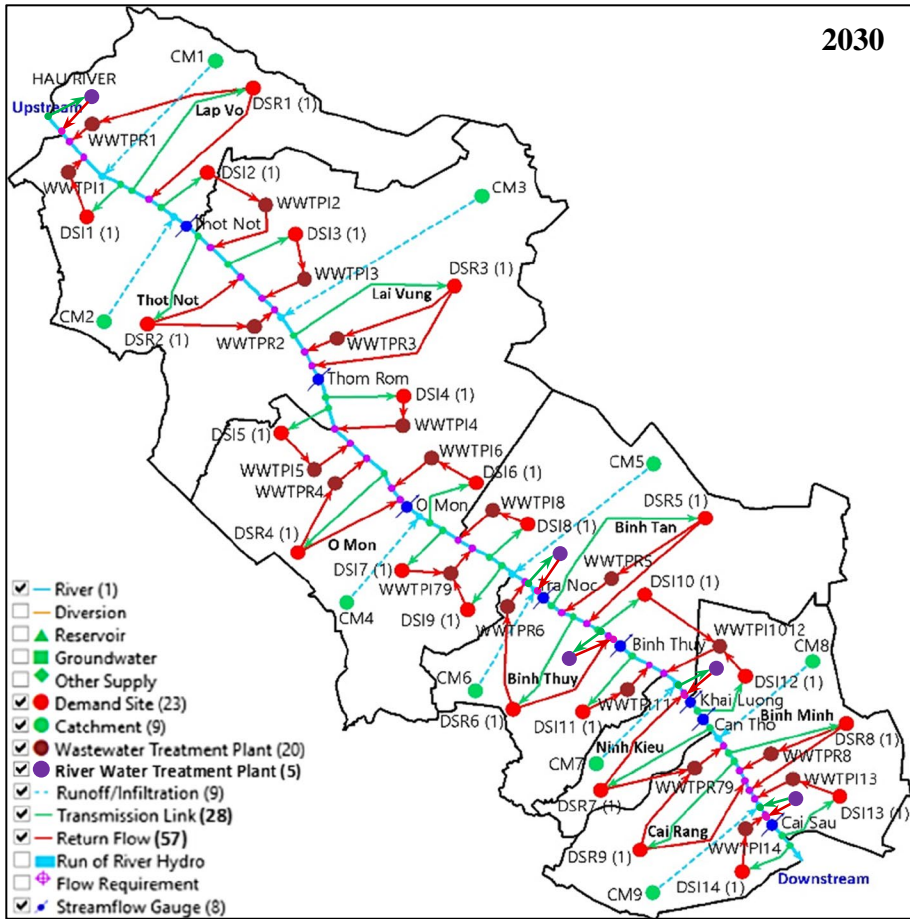 2030
CM1
HAU RIVER
Upstream
DSR1 (1)
Lap Vo
WWTPR1
WWTPI1
DSI2 (1)
CM3
WWTPI2
DSI1 (1)
Thot Not
DSI3 (1)
WWTPI3
DSR3 (1)
Lai Vung
Thot Not
CM2
DSR2 (1)
WWTPR2
WWTPR3
Thom Rom
DSI4 (1)
WWTPI4
DSI5 (1)
WWTPI6
WWTPI5
CM5
DSI6 (1)
WWTPR4
WWTPI8
DSR5 (1)
O Mon
DSI8 (1)
Binh Tan
DSR4 (1)
O Mon
WWTPR5
DSI7 (1)
WWTPI79
Tra Noc
DSI10 (1)
CM4
DSI9 (1)
WWTPR6
WWTPI1012
CM8
Binh Thuy
Binh Thuy
CM6
DSI12 (1)
WWTPI11
Khai Luong
DSR6 (1)
DSI11 (1)
Can Tho
Binh Minh
DSR8 (1)
Ninh Kieu
CM7
WWTPR8
WWTPR79
WWTPI13
DSR7 (1)
DSI13 (1)
Cai Rang
Cai Sau
WWTPI14
DSR9 (1)
CM9
DSI14 (1)
Downstream
River (1)
Diversion
Reservoir
Groundwater
Other Supply
Demand Site (23)
Catchment (9)
Wastewater Treatment Plant (20)
River Water Treatment Plant (5)
Runoff/Infiltration (9)
Transmission Link (28)
Return Flow (57)
Run of River Hydro
Flow Requirement
Streamflow Gauge (8)